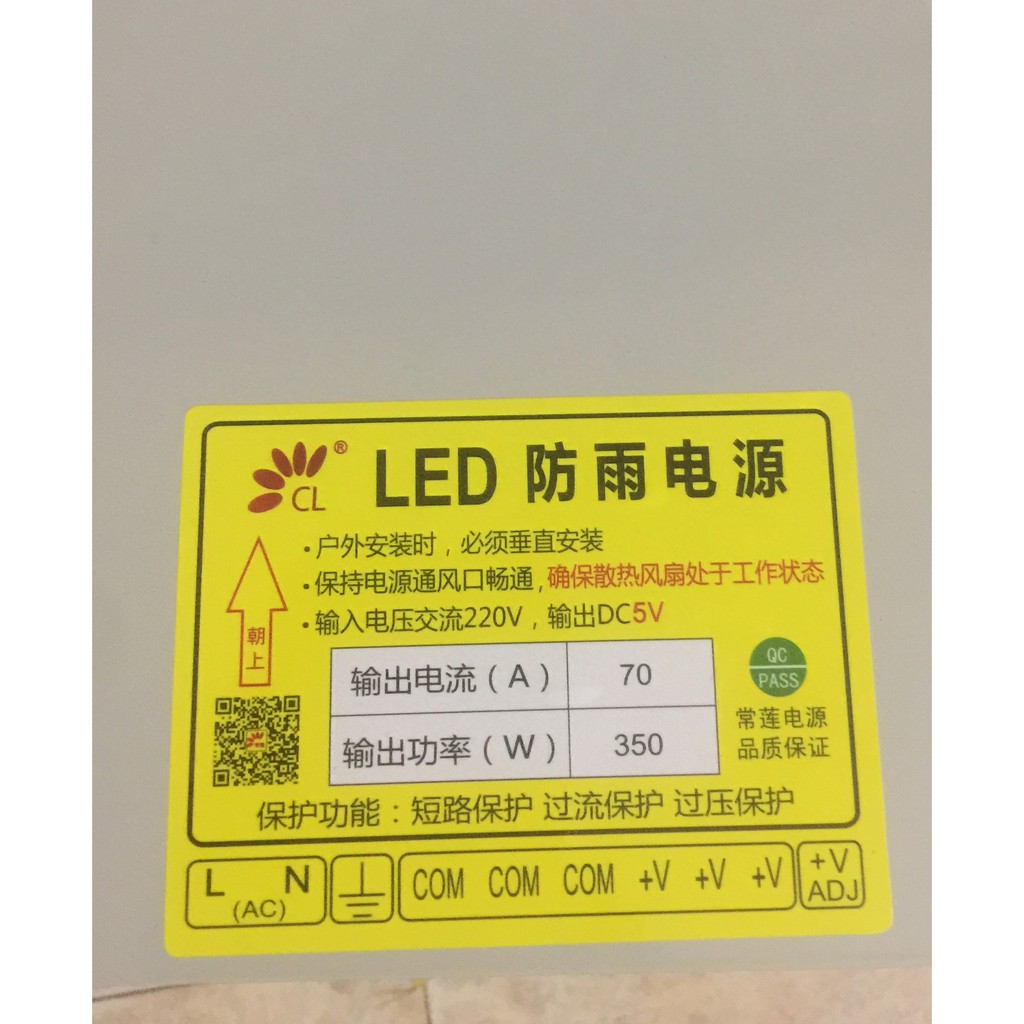 CL®
LED 防雨电源
·户外安装时，必须垂直安装
·保持电源通风口畅通，确保散热风扇处于工作状态
·输入电压交流220V，输出DC5V
朝上
输出电流（A） 70
输出功率（W） 350
QC
PASS
常莲电源
品质保证
保护功能：短路保护 过流保护 过压保护
L N
(AC)
COM COM COM +V +V +V
+V
ADJ